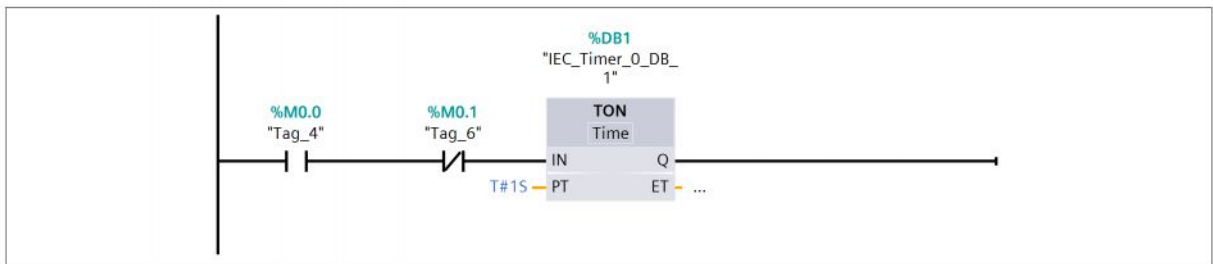 %DB1
"IEC_Timer_0_DB_
1"
%M0.0
%M0.1
TON
"Tag_4"
"Tag_6"
Time
IN
Q
T#1S
PT
ET
...